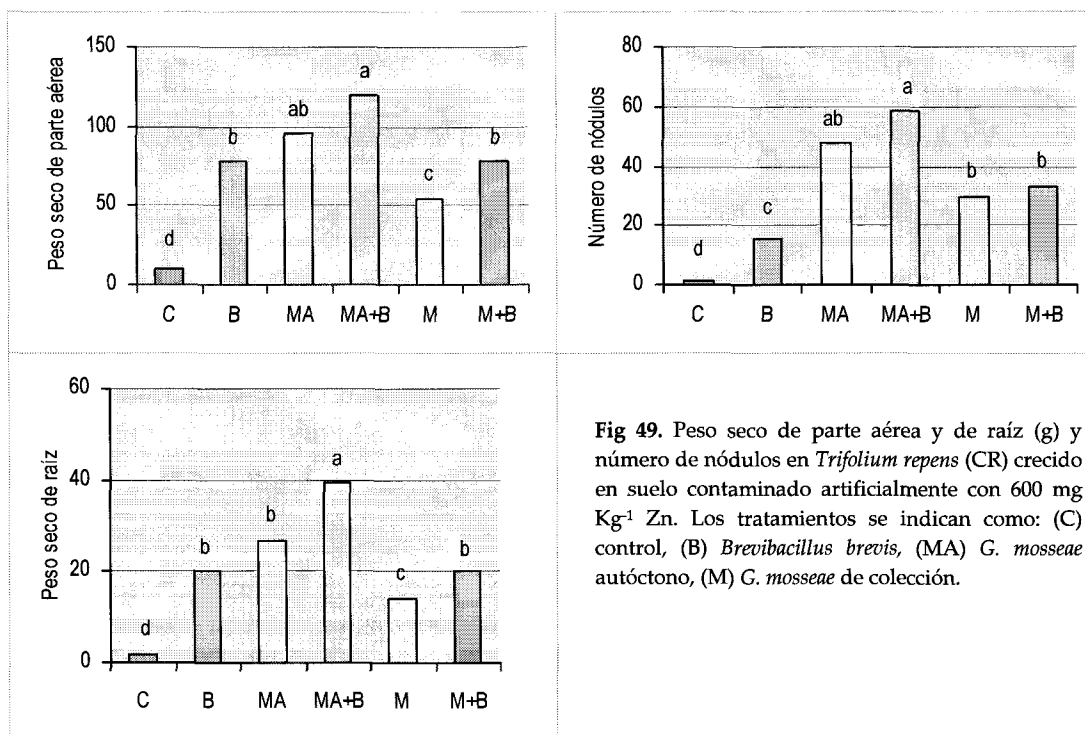 150
100
50
0
Peso seco de parte aérea
d
b
ab
a
c
b
C B MA MA+B M M+B
80
60
40
20
0
Número de nódulos
d
c
ab
a
b
b
C B MA MA+B M M+B
60
40
20
0
Peso seco de raíz
d
b
b
a
c
b
C B MA MA+B M M+B
Fig 49. Peso seco de parte aérea y de raíz (g) y
número de nódulos en Trifolium repens (CR) crecido
en suelo contaminado artificialmente con 600 mg
Kg⁻¹ Zn. Los tratamientos se indican como: (C)
control, (B) Brevibacillus brevis, (MA) G. mosseae
autóctono, (M) G. mosseae de colección.